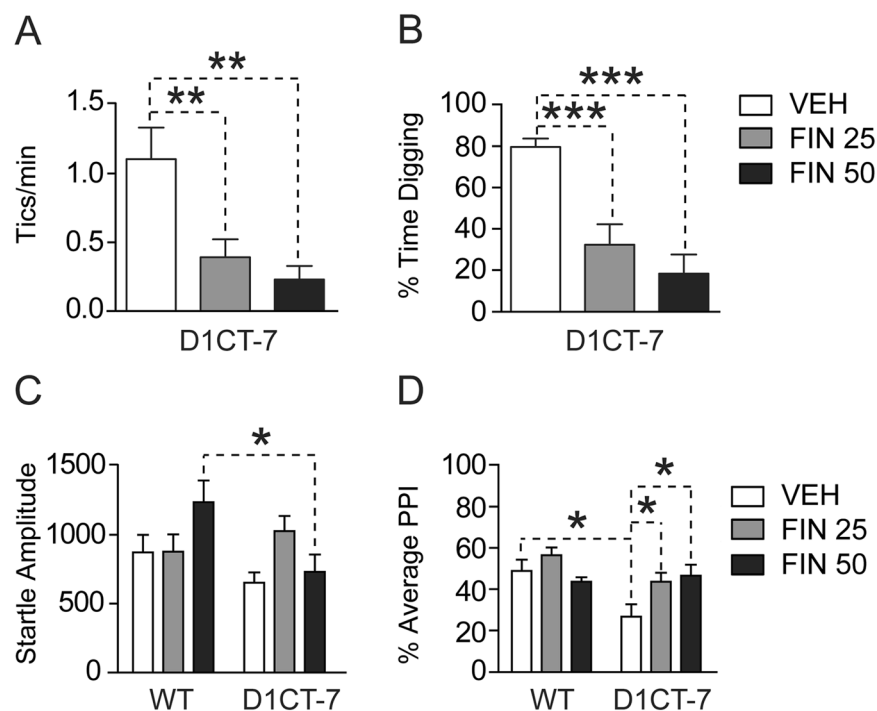 A
B
**
**
***
***
1.5
1.0
0.5
0.0
Tics/min
D1CT-7
100
80
60
40
20
0
% Time Digging
D1CT-7
VEH
FIN 25
FIN 50
C
D
*
1500
1000
500
0
Startle Amplitude
WT D1CT-7
*
*
*
100
80
60
40
20
0
% Average PPI
WT D1CT-7
VEH
FIN 25
FIN 50